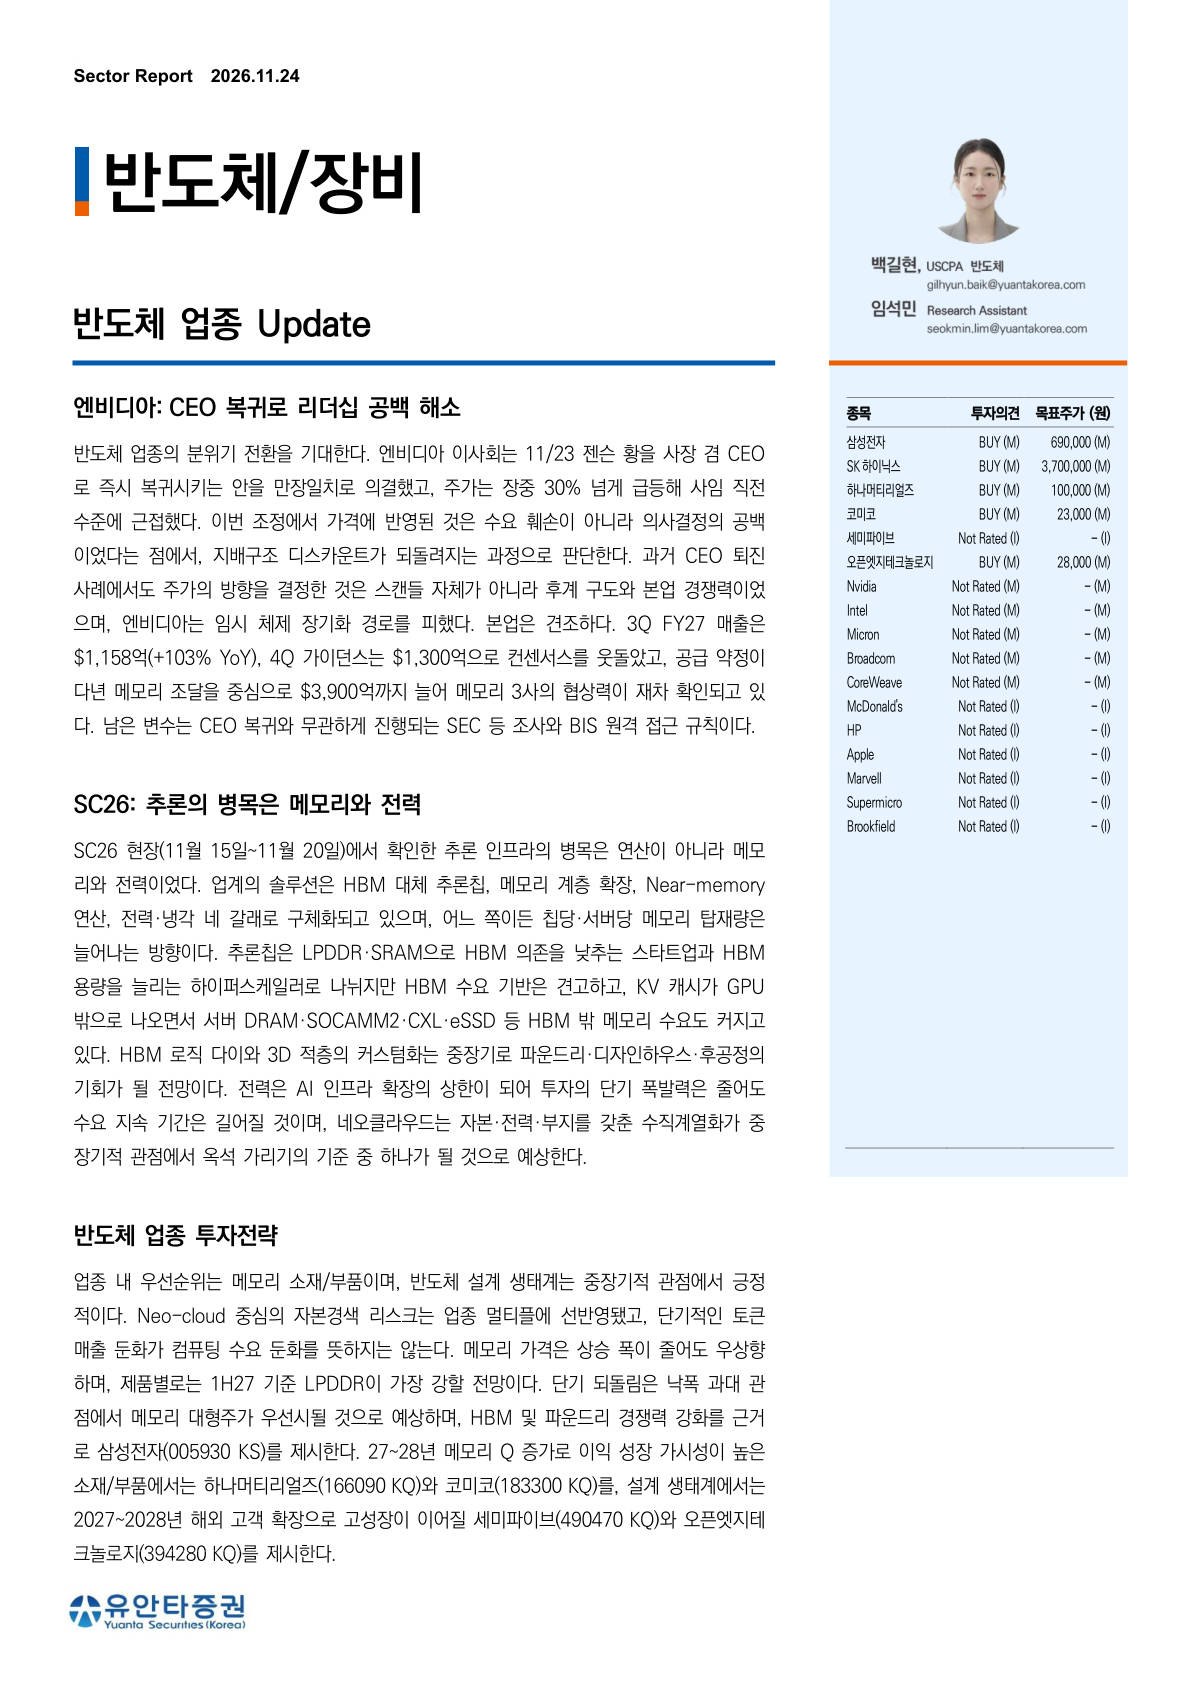 Sector Report 2026.11.24
반도체/장비
백길현, USCPA 반도체
gilhyun.baik@yuantakorea.com
임석민 Research Assistant
seokmin.lim@yuantakorea.com
반도체 업종 Update
엔비디아: CEO 복귀로 리더십 공백 해소
반도체 업종의 분위기 전환을 기대한다. 엔비디아 이사회는 11/23 젠슨 황을 사장 겸 CEO
로 즉시 복귀시키는 안을 만장일치로 의결했고, 주가는 장중 30% 넘게 급등해 사임 직전
수준에 근접했다. 이번 조정에서 가격에 반영된 것은 수요 훼손이 아니라 의사결정의 공백
이었다는 점에서, 지배구조 디스카운트가 되돌려지는 과정으로 판단한다. 과거 CEO 퇴진
사례에서도 주가의 방향을 결정한 것은 스캔들 자체가 아니라 후계 구도와 본업 경쟁력이었
으며, 엔비디아는 임시 체제 장기화 경로를 피했다. 본업은 견조하다. 3Q FY27 매출은
$1,158억(+103% YoY), 4Q 가이던스는 $1,300억으로 컨센서스를 웃돌았고, 공급 약정이
다년 메모리 조달을 중심으로 $3,900억까지 늘어 메모리 3사의 협상력이 재차 확인되고 있
다. 남은 변수는 CEO 복귀와 무관하게 진행되는 SEC 등 조사와 BIS 원격 접근 규칙이다.
SC26: 추론의 병목은 메모리와 전력
SC26 현장(11월 15일~11월 20일)에서 확인한 추론 인프라의 병목은 연산이 아니라 메모
리와 전력이었다. 업계의 솔루션은 HBM 대체 추론칩, 메모리 계층 확장, Near-memory
연산, 전력·냉각 네 갈래로 구체화되고 있으며, 어느 쪽이든 칩당·서버당 메모리 탑재량은
늘어나는 방향이다. 추론칩은 LPDDR·SRAM으로 HBM 의존을 낮추는 스타트업과 HBM
용량을 늘리는 하이퍼스케일러로 나뉘지만 HBM 수요 기반은 견고하고, KV 캐시가 GPU
밖으로 나오면서 서버 DRAM·SOCAMM2·CXL·eSSD 등 HBM 밖 메모리 수요도 커지고
있다. HBM 로직 다이와 3D 적층의 커스텀화는 중장기로 파운드리·디자인하우스·후공정의
기회가 될 전망이다. 전력은 AI 인프라 확장의 상한이 되어 투자의 단기 폭발력은 줄어도
수요 지속 기간은 길어질 것이며, 네오클라우드는 자본·전력·부지를 갖춘 수직계열화가 중
장기적 관점에서 옥석 가리기의 기준 중 하나가 될 것으로 예상한다.
반도체 업종 투자전략
업종 내 우선순위는 메모리 소재/부품이며, 반도체 설계 생태계는 중장기적 관점에서 긍정
적이다. Neo-cloud 중심의 자본경색 리스크는 업종 멀티플에 선반영됐고, 단기적인 토큰
매출 둔화가 컴퓨팅 수요 둔화를 뜻하지는 않는다. 메모리 가격은 상승 폭이 줄어도 우상향
하며, 제품별로는 1H27 기준 LPDDR이 가장 강할 전망이다. 단기 되돌림은 낙폭 과대 관
점에서 메모리 대형주가 우선시될 것으로 예상하며, HBM 및 파운드리 경쟁력 강화를 근거
로 삼성전자(005930 KS)를 제시한다. 27~28년 메모리 Q 증가로 이익 성장 가시성이 높은
소재/부품에서는 하나머티리얼즈(166090 KQ)와 코미코(183300 KQ)를, 설계 생태계에서는
2027~2028년 해외 고객 확장으로 고성장이 이어질 세미파이브(490470 KQ)와 오픈엣지테
크놀로지(394280 KQ)를 제시한다.
종목 투자의견 목표주가 (원)
삼성전자 BUY (M) 690,000 (M)
SK 하이닉스 BUY (M) 3,700,000 (M)
하나머티리얼즈 BUY (M) 100,000 (M)
코미코 BUY (M) 23,000 (M)
세미파이브 Not Rated (I) - (I)
오픈엣지테크놀로지 BUY (M) 28,000 (M)
Nvidia Not Rated (M) - (M)
Intel Not Rated (M) - (M)
Micron Not Rated (M) - (M)
Broadcom Not Rated (M) - (M)
CoreWeave Not Rated (M) - (M)
McDonald's Not Rated (I) - (I)
HP Not Rated (I) - (I)
Apple Not Rated (I) - (I)
Marvell Not Rated (I) - (I)
Supermicro Not Rated (I) - (I)
Brookfield Not Rated (I) - (I)
유안타증권
Yuanta Securities (Korea)